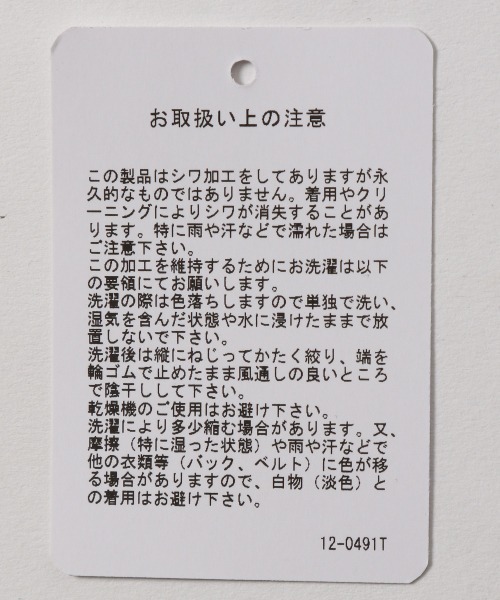 お取扱い上の注意
この製品はシワ加工をしてありますが永
久的なものではありません。着用やクリ
ーニングによりシワが消失することがあ
ります。特に雨や汗などで濡れた場合は
ご注意下さい。
この加工を維持するためにお洗濯は以下
の要領にてお願いします。
洗濯の際は色落ちしますので単独で洗い、
湿気を含んだ状態や水に浸けたままで放
置しないで下さい。
洗濯後は縦にねじってかたく絞り、端を
輪ゴムで止めたまま風通しの良いところ
で陰干しして下さい。
乾燥機のご使用はお避け下さい。
洗濯により多少縮む場合があります。又、
摩擦（特に湿った状態）や雨や汗などで
他の衣類等（バック、ベルト）に色が移
る場合がありますので、白物（淡色）と
の着用はお避け下さい。
12-0491T